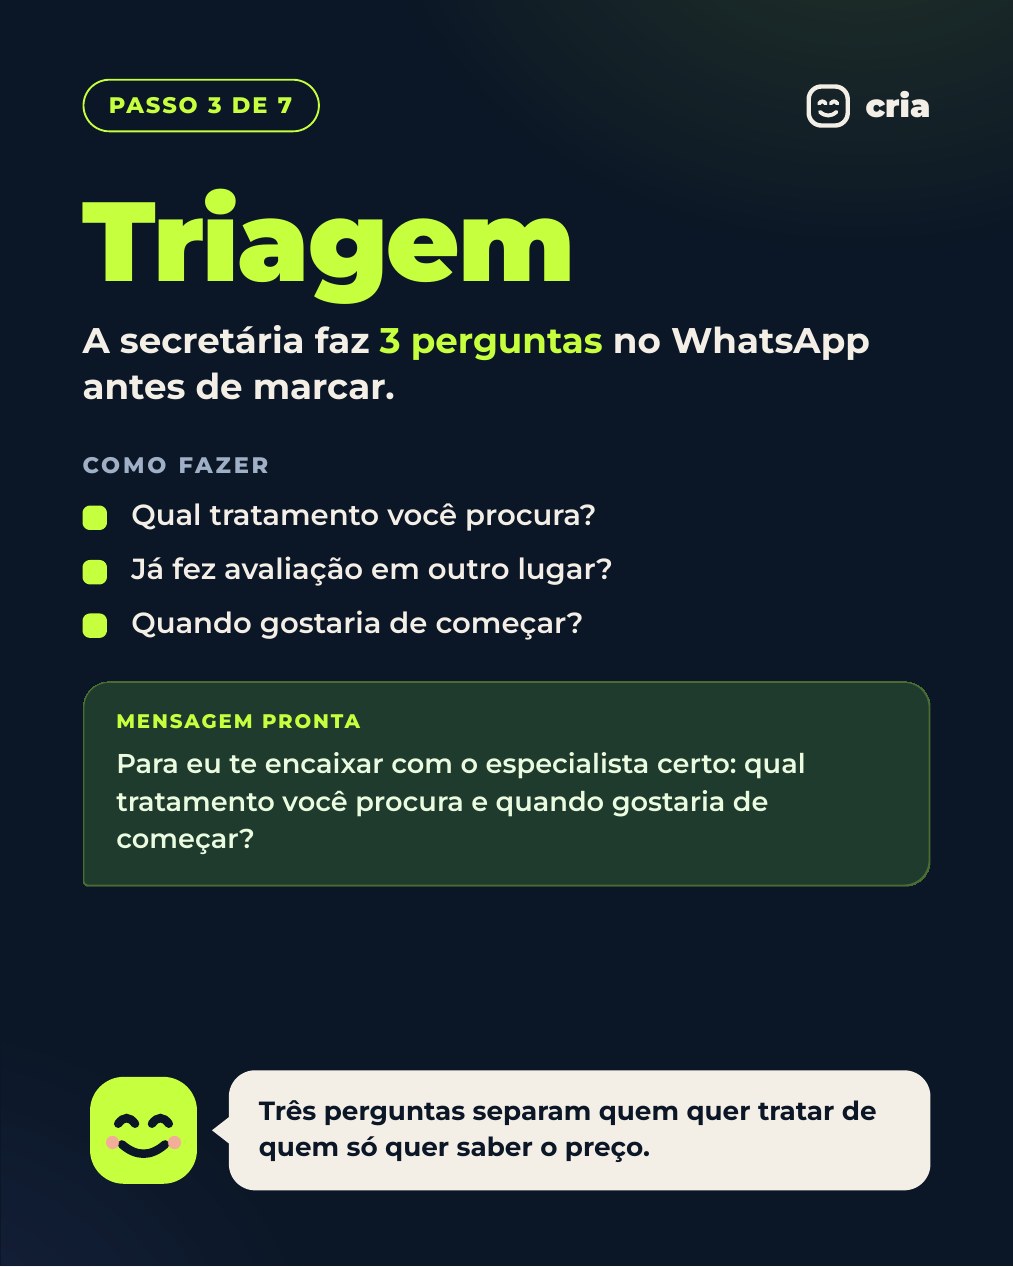 PASSO 3 DE 7
cria
Triagem
A secretária faz 3 perguntas no WhatsApp
antes de marcar.
COMO FAZER
Qual tratamento você procura?
Já fez avaliação em outro lugar?
Quando gostaria de começar?
MENSAGEM PRONTA
Para eu te encaixar com o especialista certo: qual
tratamento você procura e quando gostaria de
começar?
Três perguntas separam quem quer tratar de
quem só quer saber o preço.